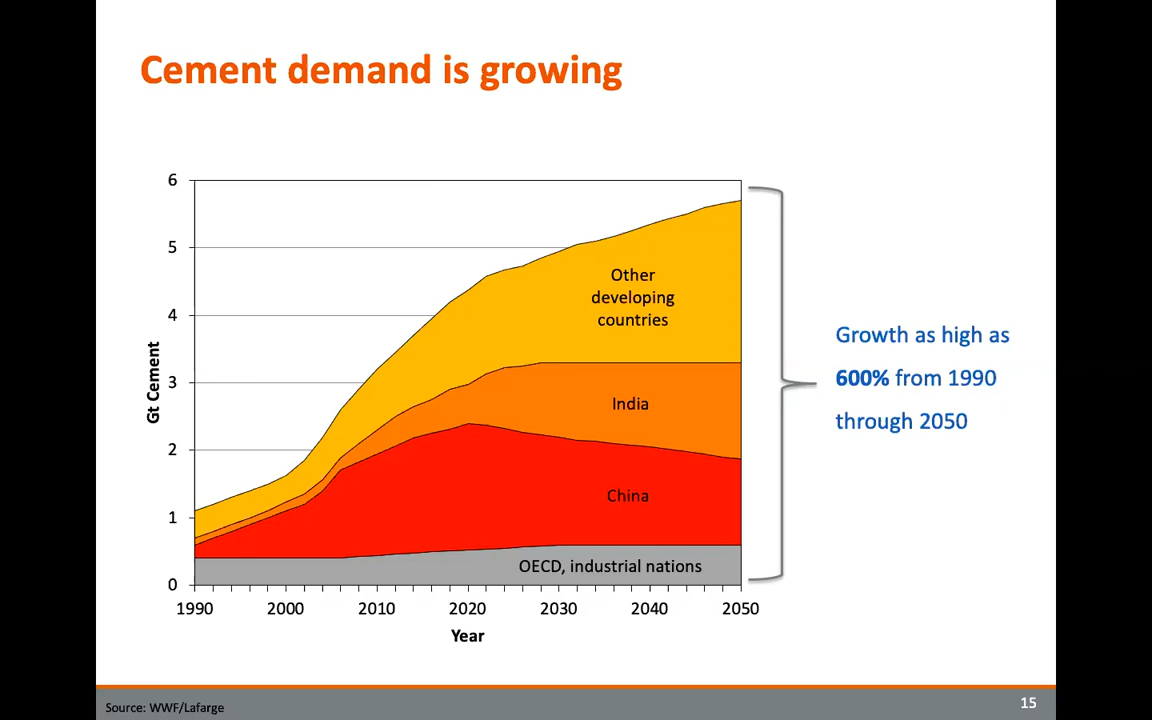 Cement demand is growing
6
5
4
3
2
1
0
Gt Cement
Other
developing
countries
India
China
OECD, industrial nations
1990 2000 2010 2020 2030 2040 2050
Year
Growth as high as
600% from 1990
through 2050
Source: WWF/Lafarge
15